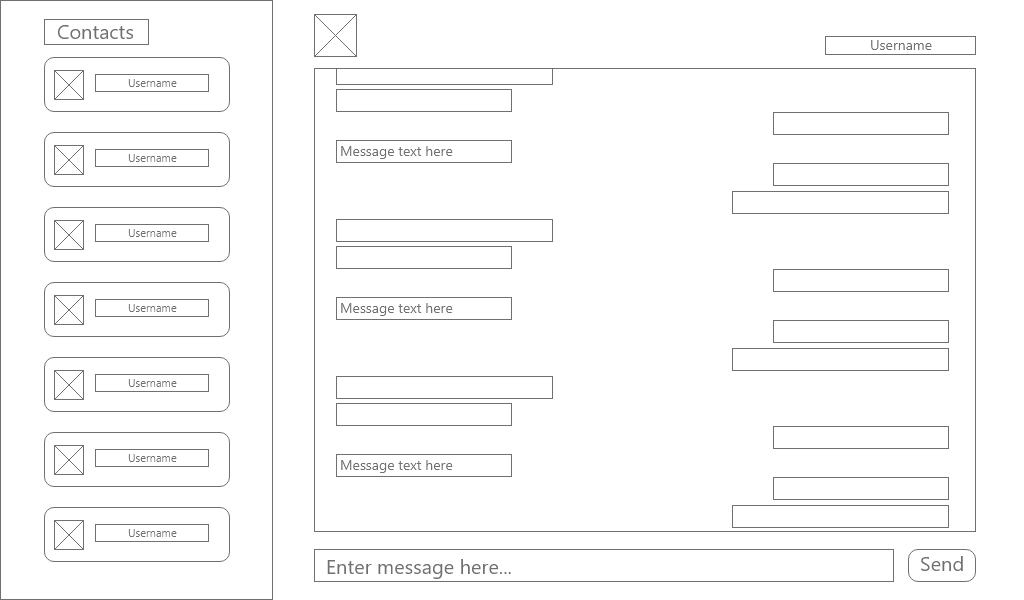 Contacts
Username
Username
Username
Username
Username
Username
Username
Username
Message text here
Message text here
Message text here
Enter message here...
Send